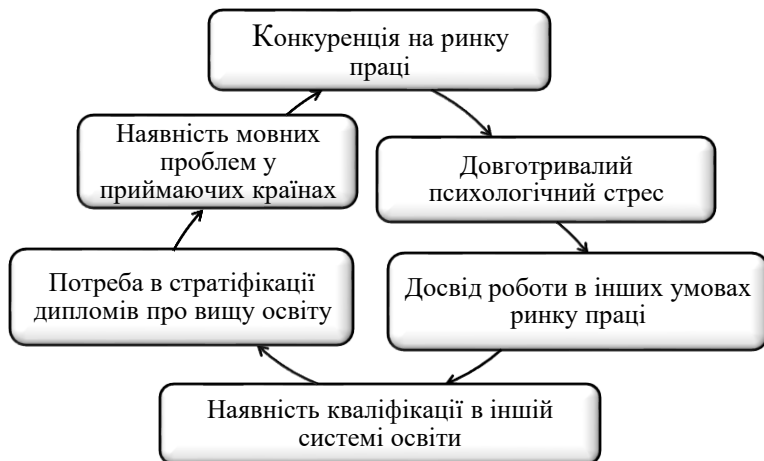 Конкуренція на ринку
праці
Довготривалий
психологічний стрес
Досвід роботи в інших умовах
ринку праці
Наявність кваліфікації в іншій
системі освіти
Потреба в стратіфікації
дипломів про вищу освіту
Наявність мовних
проблем у
приймаючих країнах